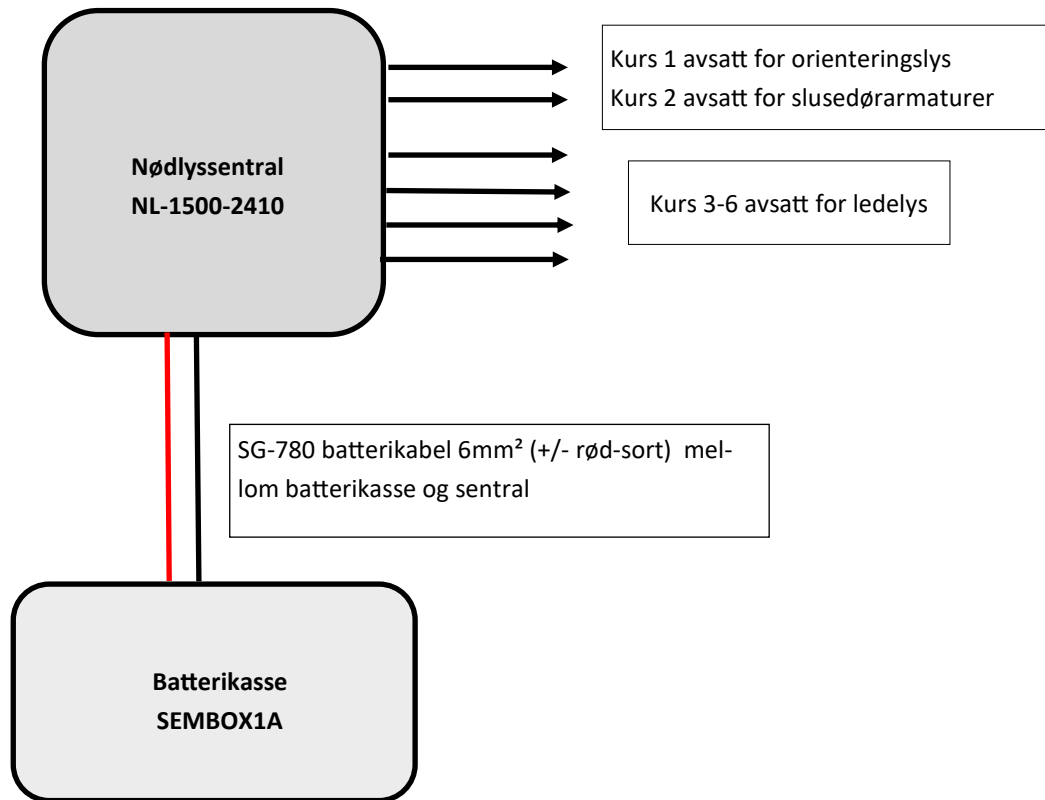 Nødlyssentral
NL-1500-2410
Kurs 1 avsatt for orienteringslys
Kurs 2 avsatt for slusedørarmaturer
Kurs 3-6 avsatt for ledelys
SG-780 batterikabel 6mm² (+/- rød-sort)  mel-
lom batterikasse og sentral
Batterikasse
SEMBOX1A